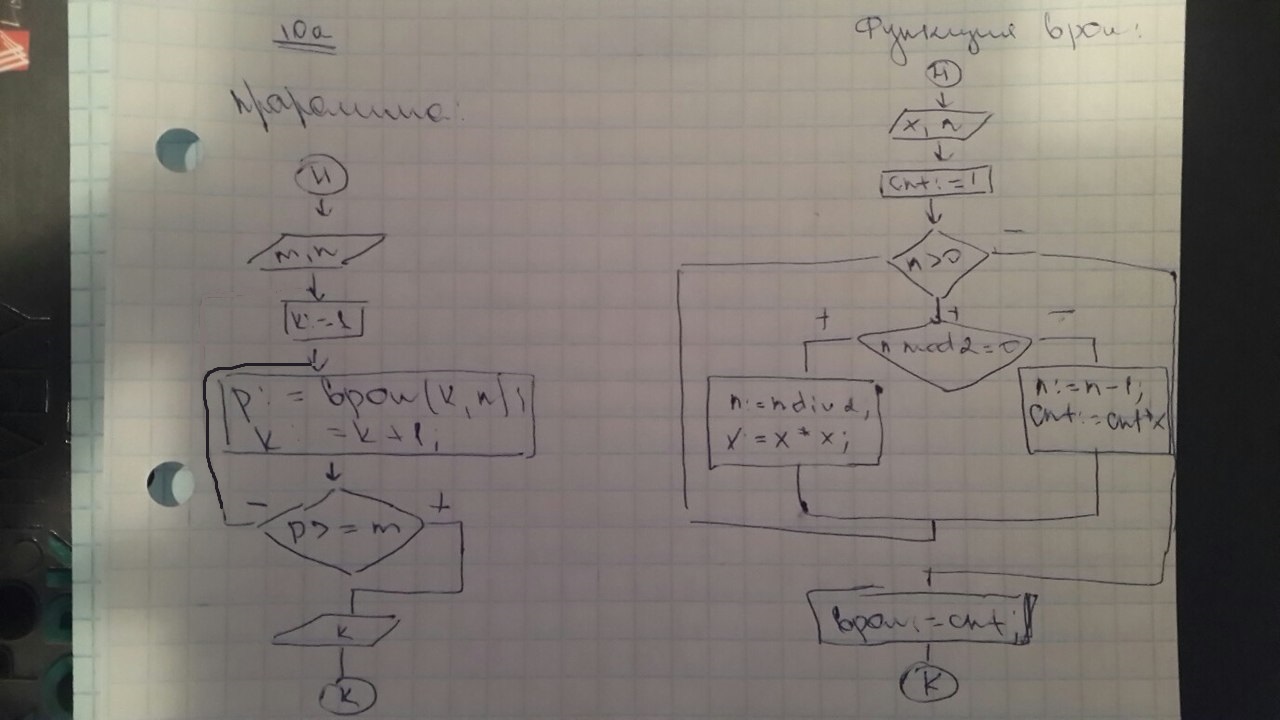 10а
Программа:
Н
m, n
k:=1
p:=bpow(k,n);
k:=k+1;
-
+
p>=m
k
К
Функция bpow:
Н
x, n
cnt:=1
n>0
-
+
+
-
n mod 2=0
n:=n div 2;
x:=x*x;
n:=n-1;
cnt:=cnt*x
bpow:=cnt;
К